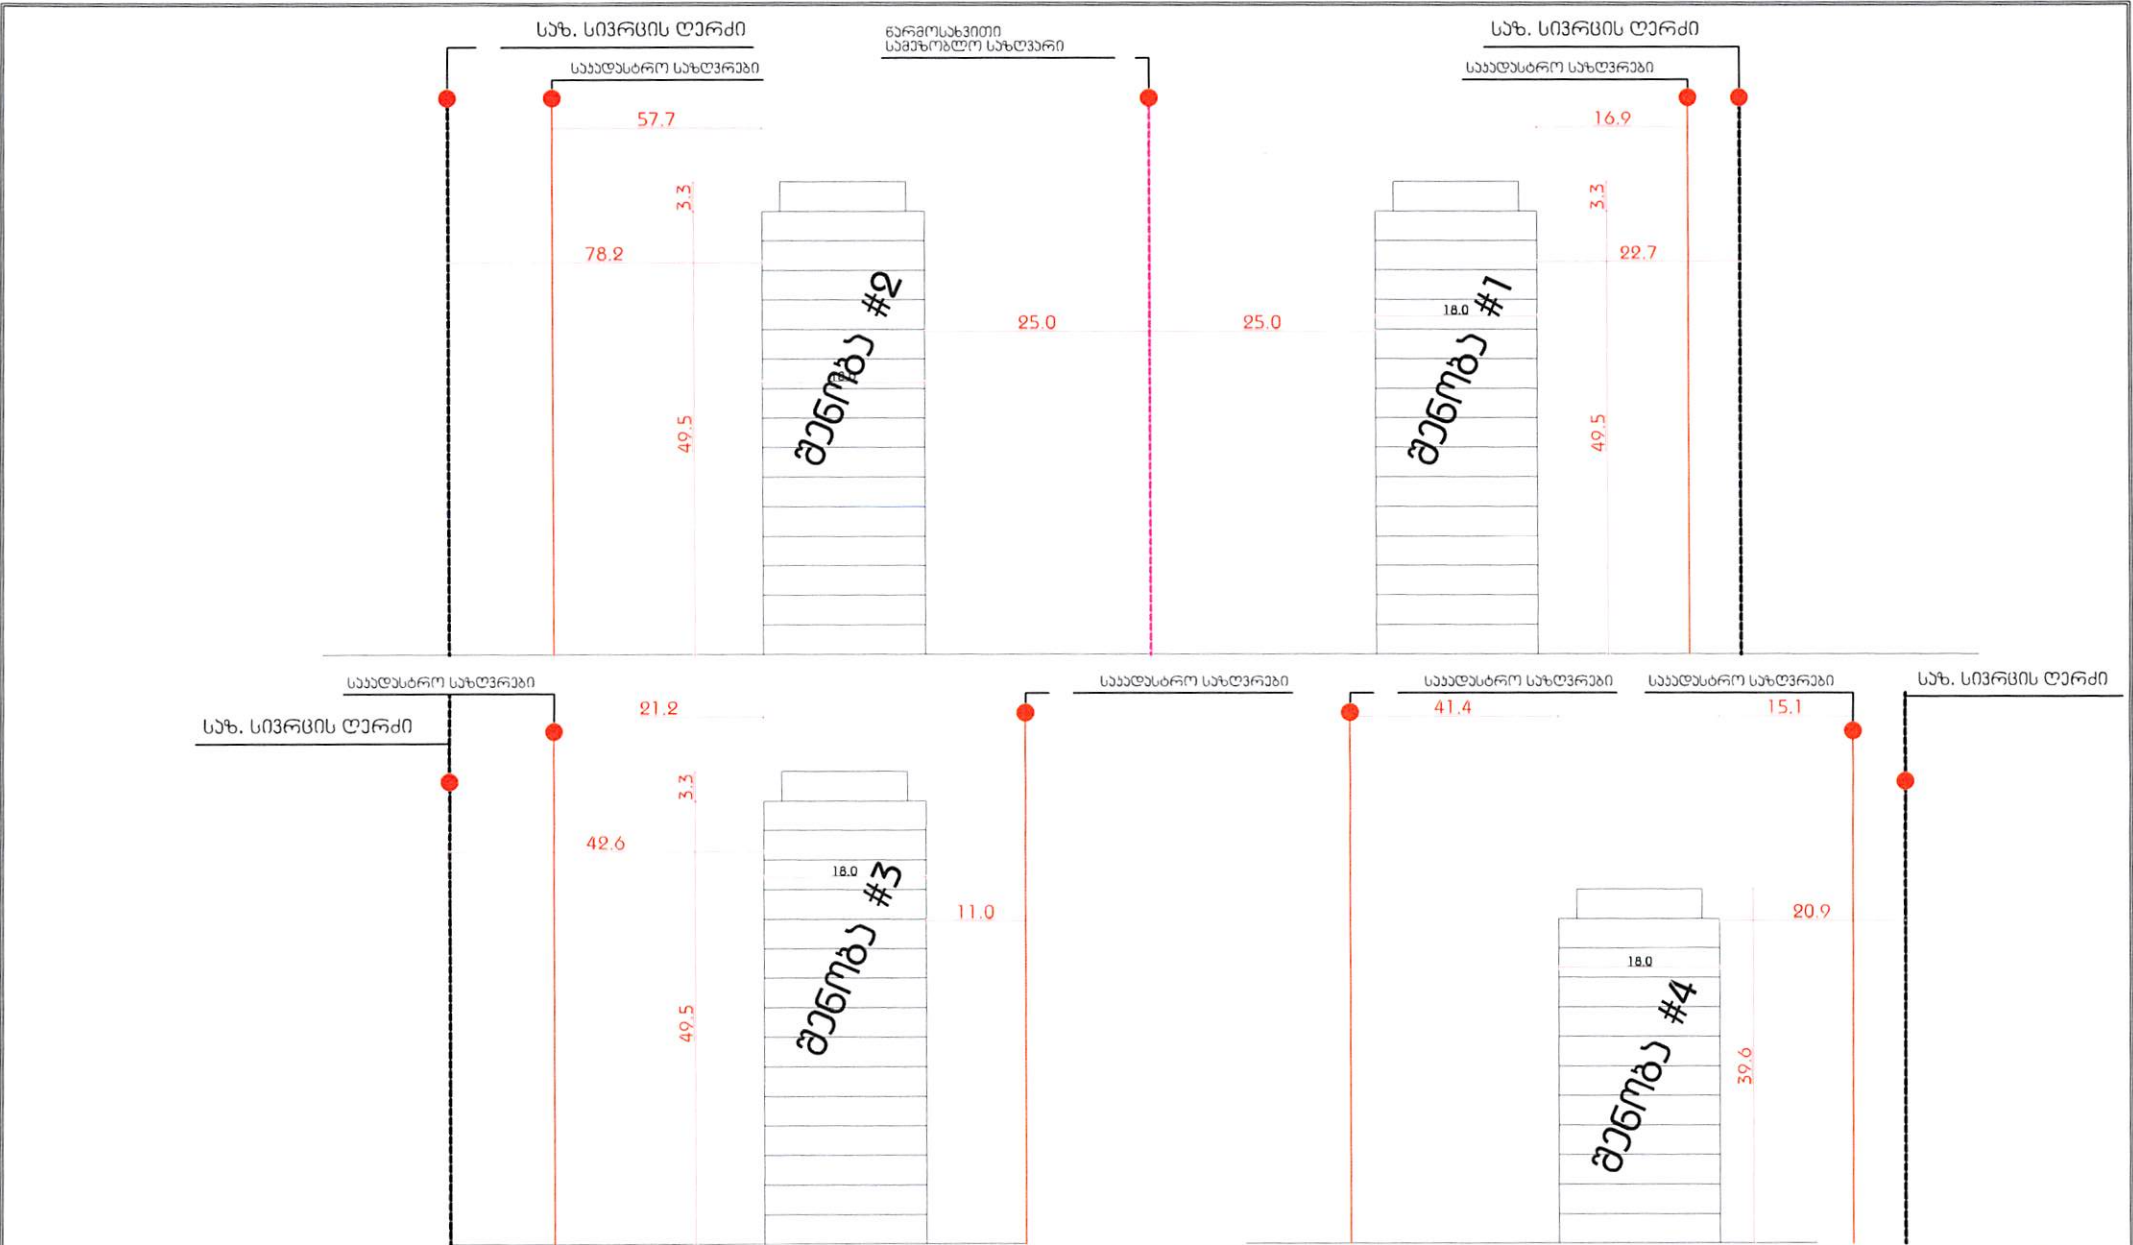 საზ. სივრცის ღერძი
საკადასტრო საზღვრები
წარმოსახვითი
სამეზობლო საზღვარი
საზ. სივრცის ღერძი
საკადასტრო საზღვრები
57.7
16.9
3.3
3.3
78.2
22.7
25.0
25.0
18.0
შენობა #2
შენობა #1
49.5
49.5
საკადასტრო საზღვრები
საკადასტრო საზღვრები
საკადასტრო საზღვრები
საკადასტრო საზღვრები
საზ. სივრცის ღერძი
21.2
41.4
15.1
საზ. სივრცის ღერძი
3.3
42.6
18.0
11.0
20.9
18.0
შენობა #3
შენობა #4
49.5
39.6